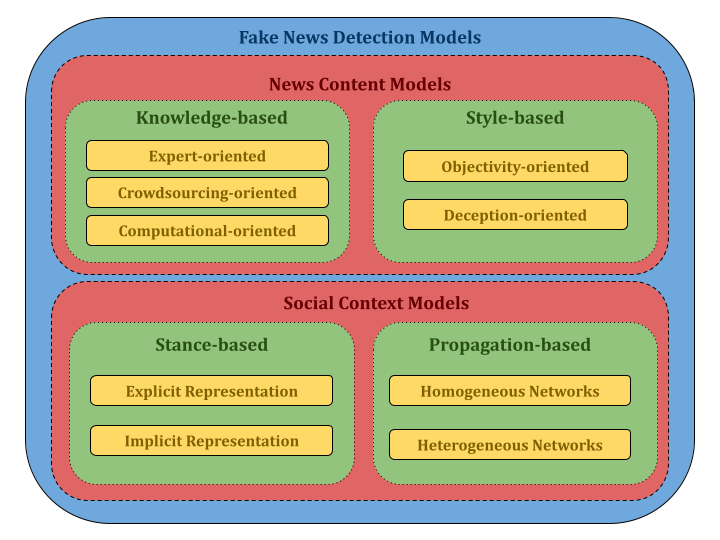 Fake News Detection Models
News Content Models
Knowledge-based
Expert-oriented
Crowdsourcing-oriented
Computational-oriented
Style-based
Objectivity-oriented
Deception-oriented
Social Context Models
Stance-based
Explicit Representation
Implicit Representation
Propagation-based
Homogeneous Networks
Heterogeneous Networks